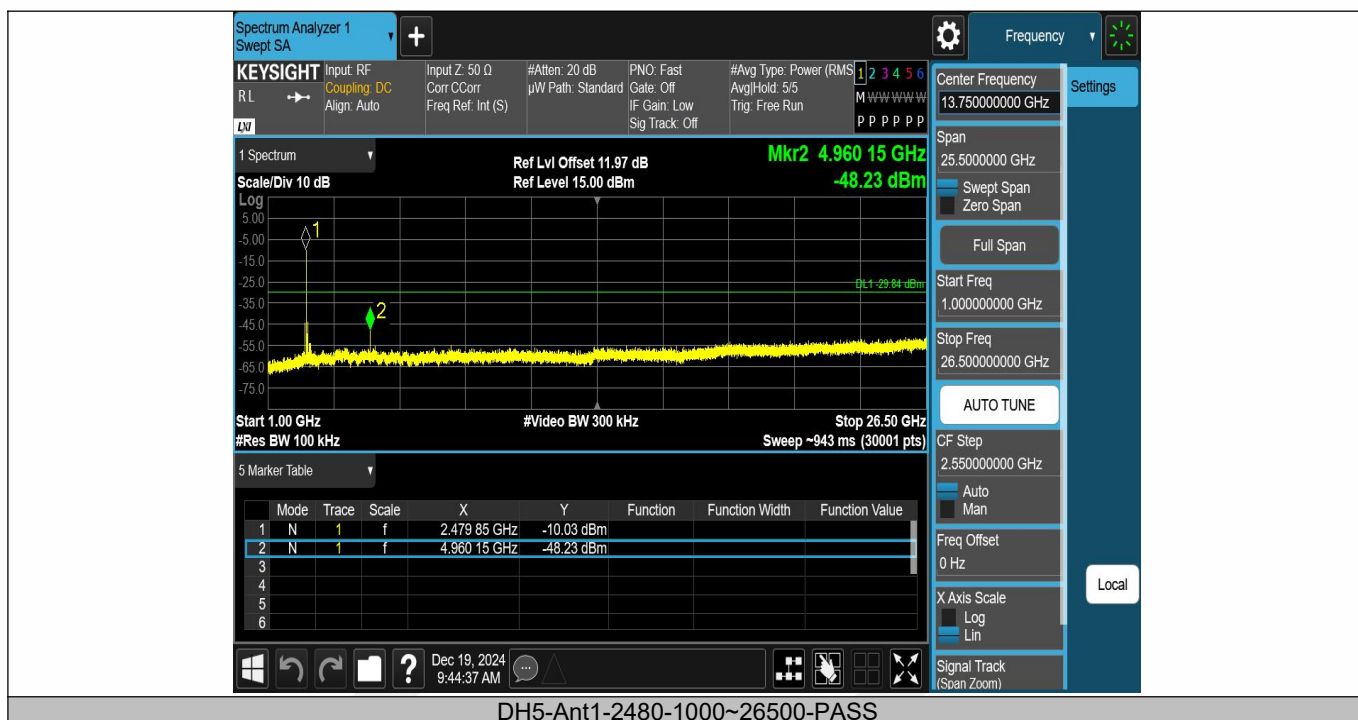 Spectrum Analyzer 1
Swept SA
+
Frequency
KEYSIGHT
RL
LXI
Input: RF
Coupling: DC
Align: Auto
Input Z: 50 Ω
Corr CCorr
Freq Ref: Int (S)
#Atten: 20 dB
µW Path: Standard
PNO: Fast
Gate: Off
IF Gain: Low
Sig Track: Off
#Avg Type: Power (RMS
Avg|Hold: 5/5
Trig: Free Run
1 2 3 4 5 6
M W W W W W
P P P P P P
1 Spectrum
Scale/Div 10 dB
Ref Lvl Offset 11.97 dB
Ref Level 15.00 dBm
Mkr2 4.960 15 GHz
-48.23 dBm
Log
5.00
-5.00
-15.0
-25.0
-35.0
-45.0
-55.0
-65.0
-75.0
1
2
DL1 -29.84 dBm
Start 1.00 GHz
#Video BW 300 kHz
Stop 26.50 GHz
#Res BW 100 kHz
Sweep ~943 ms (30001 pts)
5 Marker Table
Mode Trace Scale X Y Function Function Width Function Value
1 N 1 f 2.479 85 GHz -10.03 dBm
2 N 1 f 4.960 15 GHz -48.23 dBm
3
4
5
6
?
Dec 19, 2024
9:44:37 AM
Center Frequency
13.750000000 GHz
Settings
Span
25.5000000 GHz
Swept Span
Zero Span
Full Span
Start Freq
1.000000000 GHz
Stop Freq
26.500000000 GHz
AUTO TUNE
CF Step
2.550000000 GHz
Auto
Man
Freq Offset
0 Hz
Local
X Axis Scale
Log
Lin
Signal Track
(Span Zoom)
DH5-Ant1-2480-1000~26500-PASS